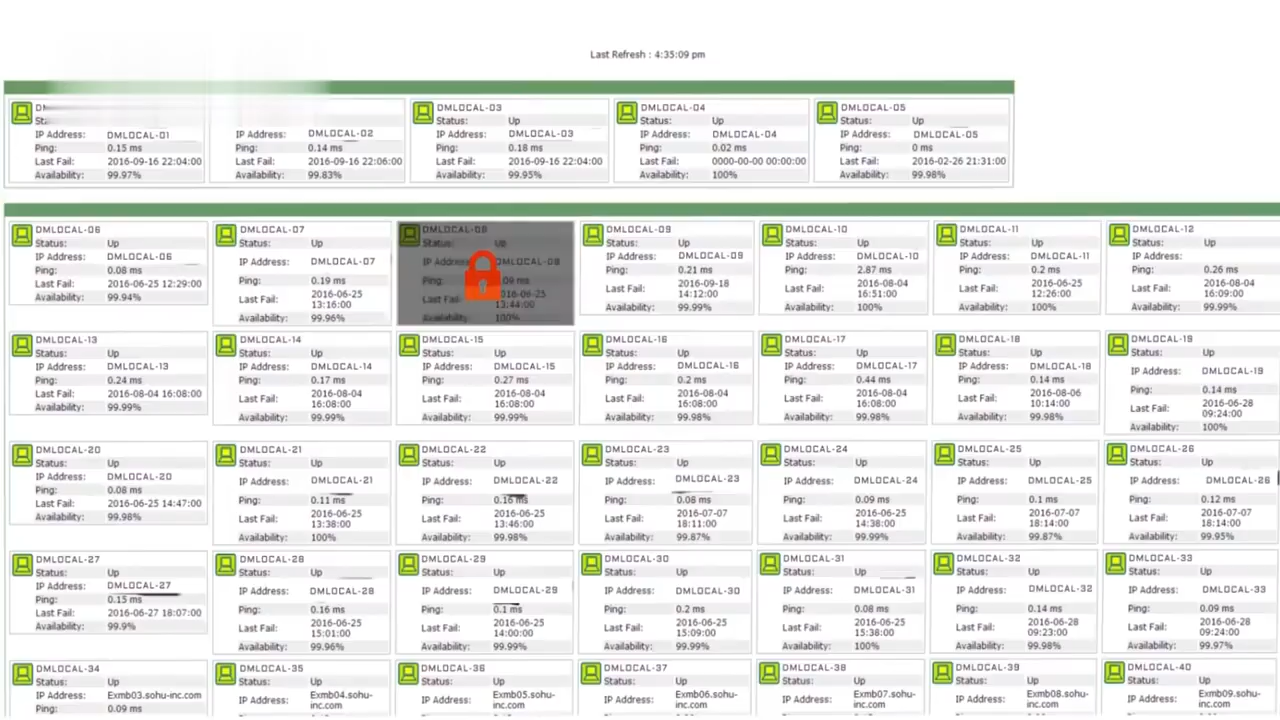 Last Refresh : 4:35:09 pm
DMLOCAL-03 DMLOCAL-04 DMLOCAL-05
Status: Up Status: Up Status: Up
IP Address: DMLOCAL-01 IP Address: DMLOCAL-02 IP Address: DMLOCAL-03 IP Address: DMLOCAL-04 IP Address: DMLOCAL-05
Ping: 0.15 ms Ping: 0.14 ms Ping: 0.18 ms Ping: 0.02 ms Ping: 0 ms
Last Fail: 2016-09-16 22:04:00 Last Fail: 2016-09-16 22:06:00 Last Fail: 2016-09-16 22:04:00 Last Fail: 0000-00-00 00:00:00 Last Fail: 2016-02-26 21:31:00
Availability: 99.97% Availability: 99.83% Availability: 99.95% Availability: 100% Availability: 99.98%
DMLOCAL-06
Status: Up
IP Address: DMLOCAL-06
Ping: 0.08 ms
Last Fail: 2016-06-25 12:29:00
Availability: 99.94%
DMLOCAL-07
Status: Up
IP Address: DMLOCAL-07
Ping: 0.19 ms
Last Fail: 2016-06-25
13:16:00
Availability: 99.96%
DMLOCAL-08
Status: Up
DMLOCAL-08
Ping: 0.09 ms
Last Fail: 2016-06-25
13:44:00
Availability: 100%
DMLOCAL-09
Status: Up
IP Address: DMLOCAL-09
Ping: 0.21 ms
Last Fail: 2016-09-18
14:12:00
Availability: 99.99%
DMLOCAL-10
Status: Up
IP Address: DMLOCAL-10
Ping: 2.87 ms
Last Fail: 2016-08-04
16:51:00
Availability: 100%
DMLOCAL-11
Status: Up
IP Address: DMLOCAL-11
Ping: 0.2 ms
Last Fail: 2016-06-25
12:26:00
Availability: 100%
DMLOCAL-12
Status: Up
IP Address:
Ping: 0.26 ms
Last Fail: 2016-08-04
16:09:00
Availability: 99.99%
DMLOCAL-13
Status: Up
IP Address: DMLOCAL-13
Ping: 0.24 ms
Last Fail: 2016-08-04 16:08:00
Availability: 99.99%
DMLOCAL-14
Status: Up
IP Address: DMLOCAL-14
Ping: 0.17 ms
Last Fail: 2016-08-04
16:08:00
Availability: 99.99%
DMLOCAL-15
Status: Up
IP Address: DMLOCAL-15
Ping: 0.27 ms
Last Fail: 2016-08-04
16:08:00
Availability: 99.99%
DMLOCAL-16
Status: Up
IP Address: DMLOCAL-16
Ping: 0.2 ms
Last Fail: 2016-08-04
16:08:00
Availability: 99.98%
DMLOCAL-17
Status: Up
IP Address: DMLOCAL-17
Ping: 0.44 ms
Last Fail: 2016-08-04
16:08:00
Availability: 99.98%
DMLOCAL-18
Status: Up
IP Address: DMLOCAL-18
Ping: 0.14 ms
Last Fail: 2016-08-06
10:14:00
Availability: 99.98%
DMLOCAL-19
Status: Up
IP Address: DMLOCAL-19
Ping: 0.14 ms
Last Fail: 2016-06-28
09:24:00
Availability: 100%
DMLOCAL-20
Status: Up
IP Address: DMLOCAL-20
Ping: 0.08 ms
Last Fail: 2016-06-25 14:47:00
Availability: 99.98%
DMLOCAL-21
Status: Up
IP Address: DMLOCAL-21
Ping: 0.11 ms
Last Fail: 2016-06-25
13:38:00
Availability: 100%
DMLOCAL-22
Status: Up
IP Address: DMLOCAL-22
Ping: 0.16 ms
Last Fail: 2016-06-25
13:46:00
Availability: 99.98%
DMLOCAL-23
Status: Up
IP Address: DMLOCAL-23
Ping: 0.08 ms
Last Fail: 2016-07-07
18:11:00
Availability: 99.87%
DMLOCAL-24
Status: Up
IP Address: DMLOCAL-24
Ping: 0.09 ms
Last Fail: 2016-06-25
14:38:00
Availability: 99.99%
DMLOCAL-25
Status: Up
IP Address: DMLOCAL-25
Ping: 0.1 ms
Last Fail: 2016-07-07
18:14:00
Availability: 99.87%
DMLOCAL-26
Status: Up
IP Address: DMLOCAL-26
Ping: 0.12 ms
Last Fail: 2016-07-07
18:14:00
Availability: 99.95%
DMLOCAL-27
Status: Up
IP Address: DMLOCAL-27
Ping: 0.15 ms
Last Fail: 2016-06-27 18:07:00
Availability: 99.9%
DMLOCAL-28
Status: Up
IP Address: DMLOCAL-28
Ping: 0.16 ms
Last Fail: 2016-06-25
15:01:00
Availability: 99.96%
DMLOCAL-29
Status: Up
IP Address: DMLOCAL-29
Ping: 0.1 ms
Last Fail: 2016-06-25
14:00:00
Availability: 99.99%
DMLOCAL-30
Status: Up
IP Address: DMLOCAL-30
Ping: 0.2 ms
Last Fail: 2016-06-25
15:09:00
Availability: 99.99%
DMLOCAL-31
Status: Up
IP Address: DMLOCAL-31
Ping: 0.08 ms
Last Fail: 2016-06-25
15:38:00
Availability: 100%
DMLOCAL-32
Status: Up
IP Address: DMLOCAL-32
Ping: 0.14 ms
Last Fail: 2016-06-28
09:23:00
Availability: 99.98%
DMLOCAL-33
Status: Up
IP Address: DMLOCAL-33
Ping: 0.09 ms
Last Fail: 2016-06-28
09:24:00
Availability: 99.97%
DMLOCAL-34
IP Address: Exmb03.sohu-inc.com
Ping: 0.09 ms
DMLOCAL-35
IP Address: Exmb04.sohu-
inc.com
DMLOCAL-36
IP Address: Exmb05.sohu-
inc.com
DMLOCAL-37
IP Address: Exmb06.sohu-
inc.com
DMLOCAL-38
IP Address: Exmb07.sohu-
inc.com
DMLOCAL-39
IP Address: Exmb08.sohu-
inc.com
DMLOCAL-40
IP Address: Exmb09.sohu-
inc.com